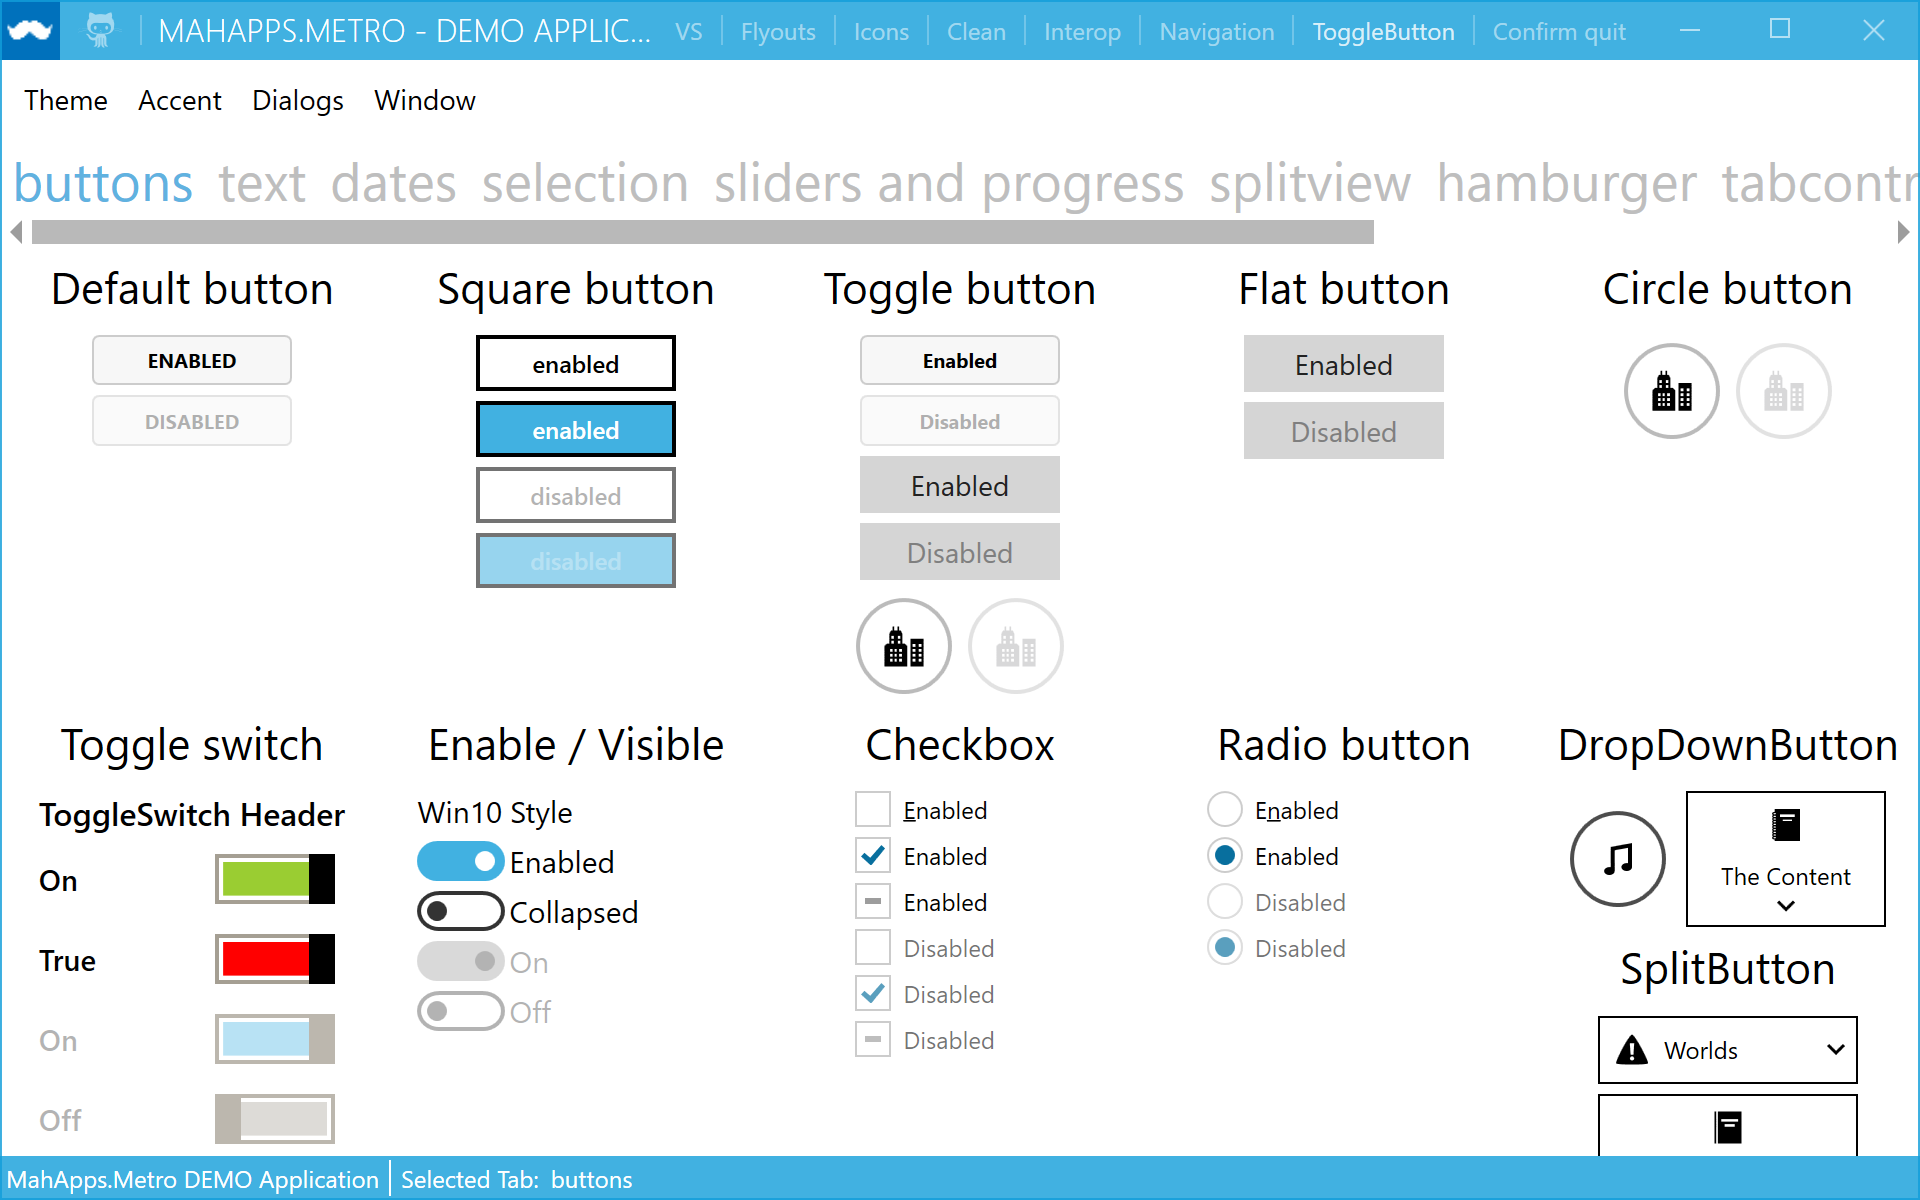 MAHAPPS.METRO - DEMO APPLIC... VS Flyouts Icons Clean Interop Navigation ToggleButton Confirm quit
Theme Accent Dialogs Window
buttons text dates selection sliders and progress splitview hamburger tabcontr
Default button
ENABLED
DISABLED
Square button
enabled
enabled
disabled
disabled
Toggle button
Enabled
Disabled
Enabled
Disabled
Flat button
Enabled
Disabled
Circle button
Toggle switch
ToggleSwitch Header
On
True
On
Off
Enable / Visible
Win10 Style
Enabled
Collapsed
On
Off
Checkbox
Enabled
Enabled
Enabled
Disabled
Disabled
Disabled
Radio button
Enabled
Enabled
Disabled
Disabled
DropDownButton
The Content
SplitButton
Worlds
MahApps.Metro DEMO Application Selected Tab: buttons